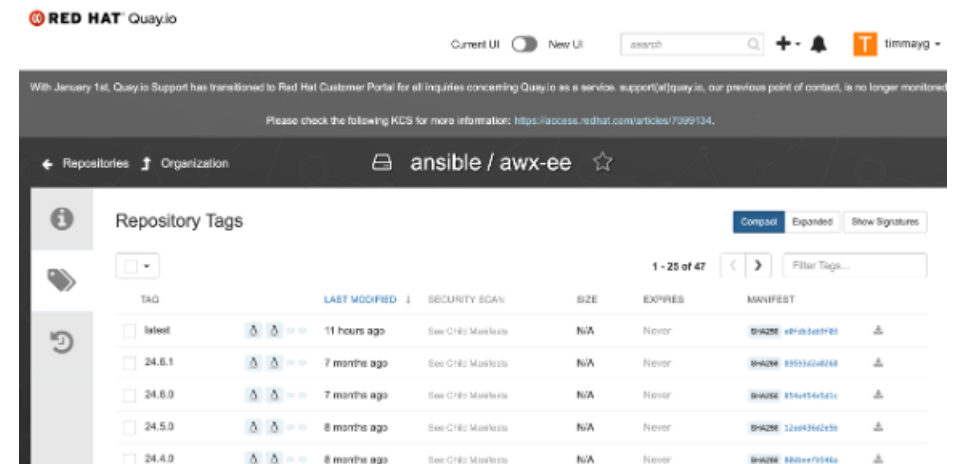 RED HAT Quay.io
Current UI New UI search timmayg
With January 1st, Quay.io Support has transitioned to Red Hat Customer Portal for all inquiries concerning Quay.io as a service. support(at)quay.io, our previous point of contact, is no longer monitored
Please check the following KCS for more information: https://access.redhat.com/articles/7099134.
Repositories Organization ansible / awx-ee
Repository Tags Compact Expanded Show Signatures
1 - 25 of 47 Filter Tags...
TAG LAST MODIFIED SECURITY SCAN SIZE EXPIRES MANIFEST
latest 11 hours ago See Child Manifests N/A Never SHA256
24.6.1 7 months ago See Child Manifests N/A Never SHA256
24.6.0 7 months ago See Child Manifests N/A Never SHA256
24.5.0 8 months ago See Child Manifests N/A Never SHA256
24.4.0 8 months ago See Child Manifests N/A Never SHA256